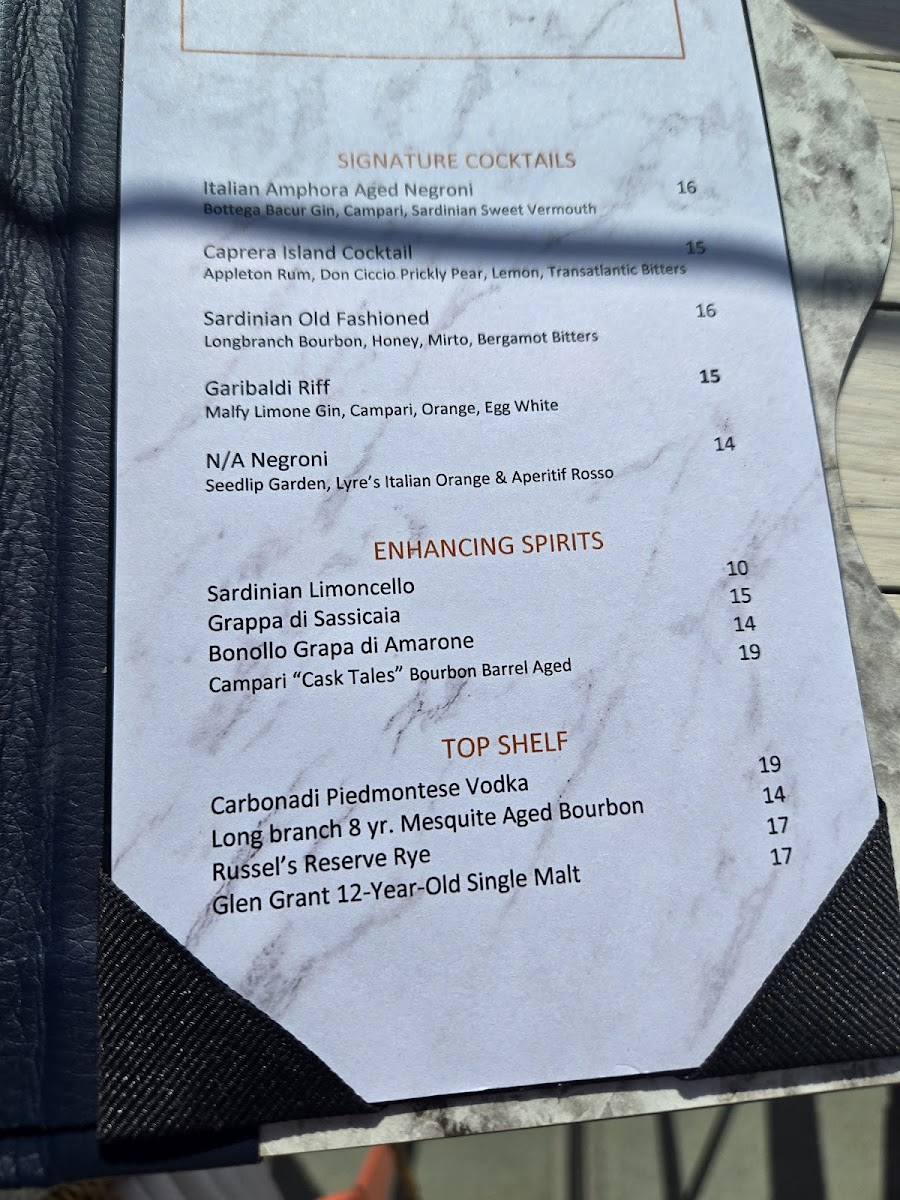 SIGNATURE COCKTAILS
Italian Amphora Aged Negroni 16
Bottega Bacur Gin, Campari, Sardinian Sweet Vermouth
Caprera Island Cocktail 15
Appleton Rum, Don Ciccio Prickly Pear, Lemon, Transatlantic Bitters
Sardinian Old Fashioned 16
Longbranch Bourbon, Honey, Mirto, Bergamot Bitters
Garibaldi Riff 15
Malfy Limone Gin, Campari, Orange, Egg White
N/A Negroni 14
Seedlip Garden, Lyre's Italian Orange & Aperitif Rosso
ENHANCING SPIRITS
Sardinian Limoncello 10
Grappa di Sassicaia 15
Bonollo Grapa di Amarone 14
Campari “Cask Tales” Bourbon Barrel Aged 19
TOP SHELF
Carbonadi Piedmontese Vodka 19
Long branch 8 yr. Mesquite Aged Bourbon 14
Russel's Reserve Rye 17
Glen Grant 12-Year-Old Single Malt 17